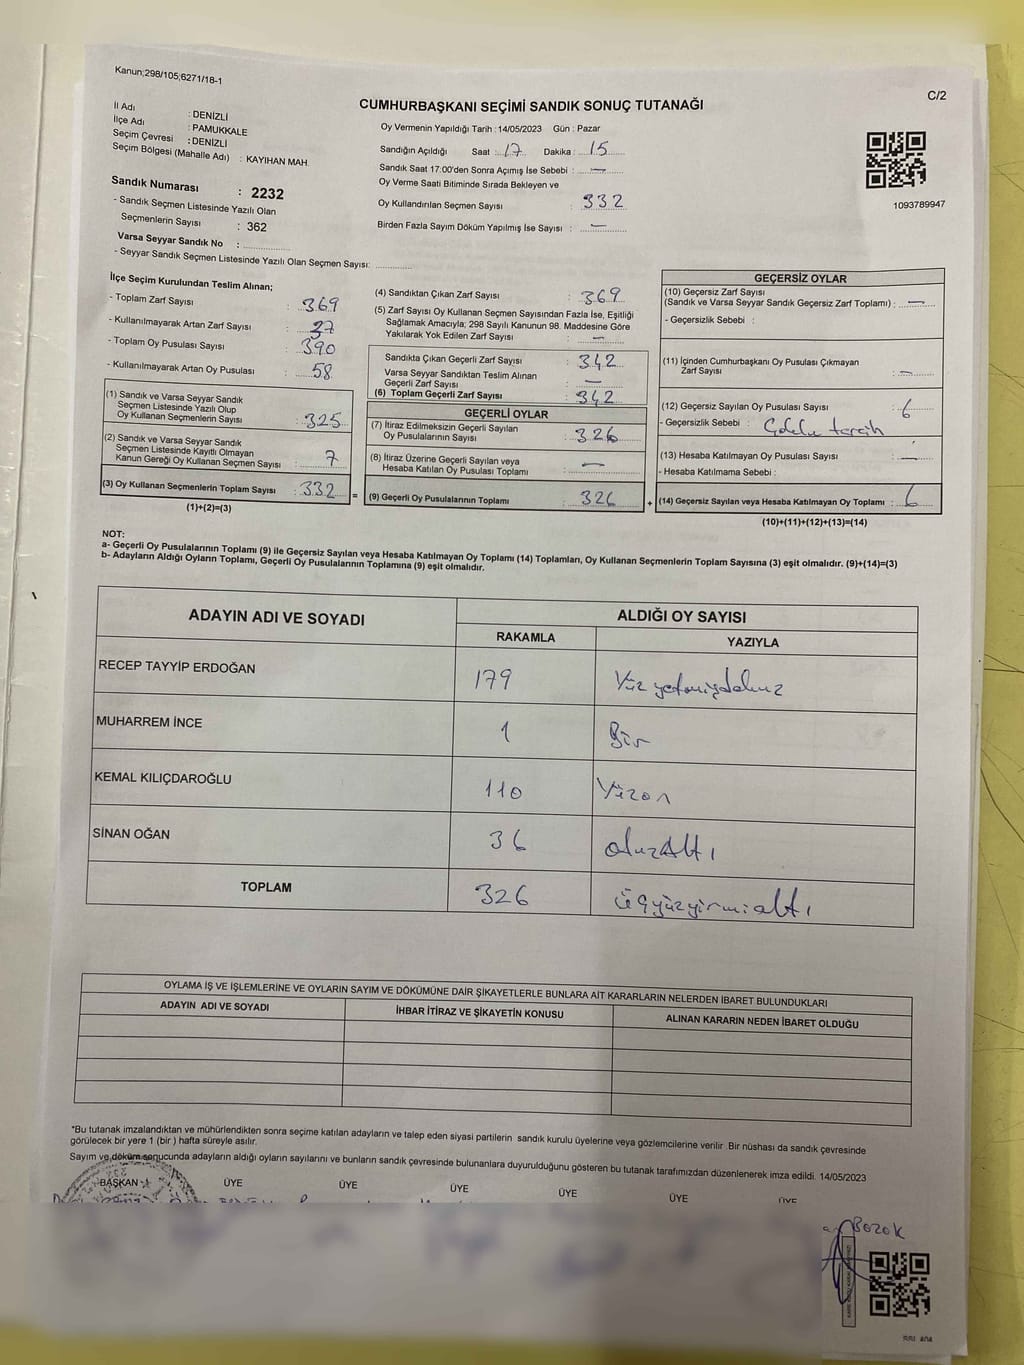 Kanun;298/105;6271/18-1
C/2
CUMHURBAŞKANI SEÇİMİ SANDIK SONUÇ TUTANAĞI
İl Adı : DENİZLİ
İlçe Adı : PAMUKKALE
Seçim Çevresi : DENİZLİ
Seçim Bölgesi (Mahalle Adı) : KAYIHAN MAH.
Oy Vermenin Yapıldığı Tarih : 14/05/2023 Gün : Pazar
Sandığın Açıldığı Saat : 17 Dakika : 15
Sandık Saat 17:00'den Sonra Açımış İse Sebebi : —
Oy Verme Saati Bitiminde Sırada Bekleyen ve
Oy Kullandırılan Seçmen Sayısı : 332
Birden Fazla Sayım Döküm Yapılmış İse Sayısı : —
1093789947
Sandık Numarası : 2232
- Sandık Seçmen Listesinde Yazılı Olan
Seçmenlerin Sayısı : 362
Varsa Seyyar Sandık No :
- Seyyar Sandık Seçmen Listesinde Yazılı Olan Seçmen Sayısı:
İlçe Seçim Kurulundan Teslim Alınan;
- Toplam Zarf Sayısı : 369
- Kullanılmayarak Artan Zarf Sayısı : 37
- Toplam Oy Pusulası Sayısı : 390
- Kullanılmayarak Artan Oy Pusulası : 58
(1) Sandık ve Varsa Seyyar Sandık
Seçmen Listesinde Yazılı Olup
Oy Kullanan Seçmenlerin Sayısı : 325
(2) Sandık ve Varsa Seyyar Sandık
Seçmen Listesinde Kayıtlı Olmayan
Kanun Gereği Oy Kullanan Seçmen Sayısı : 7
(3) Oy Kullanan Seçmenlerin Toplam Sayısı : 332
(1)+(2)=(3)
(4) Sandıktan Çıkan Zarf Sayısı : 369
(5) Zarf Sayısı Oy Kullanan Seçmen Sayısından Fazla İse, Eşitliği
Sağlamak Amacıyla; 298 Sayılı Kanunun 98. Maddesine Göre
Yakılarak Yok Edilen Zarf Sayısı : —
Sandıkta Çıkan Geçerli Zarf Sayısı : 342
Varsa Seyyar Sandıktan Teslim Alınan
Geçerli Zarf Sayısı : —
(6) Toplam Geçerli Zarf Sayısı : 342
GEÇERLİ OYLAR
(7) İtiraz Edilmeksizin Geçerli Sayılan
Oy Pusulalarının Sayısı : 326
(8) İtiraz Üzerine Geçerli Sayılan veya
Hesaba Katılan Oy Pusulası Toplamı : —
= (9) Geçerli Oy Pusulalarının Toplamı : 326
GEÇERSİZ OYLAR
(10) Geçersiz Zarf Sayısı
(Sandık ve Varsa Seyyar Sandık Geçersiz Zarf Toplamı) : —
- Geçersizlik Sebebi :
(11) İçinden Cumhurbaşkanı Oy Pusulası Çıkmayan
Zarf Sayısı : —
(12) Geçersiz Sayılan Oy Pusulası Sayısı : 6
- Geçersizlik Sebebi : tercih
(13) Hesaba Katılmayan Oy Pusulası Sayısı : —
- Hesaba Katılmama Sebebi :
+ (14) Geçersiz Sayılan veya Hesaba Katılmayan Oy Toplamı : 6
(10)+(11)+(12)+(13)=(14)
NOT:
a- Geçerli Oy Pusulalarının Toplamı (9) ile Geçersiz Sayılan veya Hesaba Katılmayan Oy Toplamı (14) Toplamları, Oy Kullanan Seçmenlerin Toplam Sayısına (3) eşit olmalıdır. (9)+(14)=(3)
b- Adayların Aldığı Oyların Toplamı, Geçerli Oy Pusulalarının Toplamına (9) eşit olmalıdır.
ADAYIN ADI VE SOYADI
ALDIĞI OY SAYISI
RAKAMLA YAZIYLA
RECEP TAYYİP ERDOĞAN 179 Yüz yetmişdokuz
MUHARREM İNCE 1 Bir
KEMAL KILIÇDAROĞLU 110 Yüzon
SİNAN OĞAN 36 otuzAltı
TOPLAM 326 üçyüzyirmialtı
OYLAMA İŞ VE İŞLEMLERİNE VE OYLARIN SAYIM VE DÖKÜMÜNE DAİR ŞİKAYETLERLE BUNLARA AİT KARARLARIN NELERDEN İBARET BULUNDUKLARI
ADAYIN ADI VE SOYADI İHBAR İTİRAZ VE ŞİKAYETİN KONUSU ALINAN KARARIN NEDEN İBARET OLDUĞU
*Bu tutanak imzalandıktan ve mühürlendikten sonra seçime katılan adayların ve talep eden siyasi partilerin sandık kurulu üyelerine veya gözlemcilerine verilir. Bir nüshası da sandık çevresinde
görülecek bir yere 1 (bir) hafta süreyle asılır.
Sayım ve döküm sonucunda adayların aldığı oyların sayılarını ve bunların sandık çevresinde bulunanlara duyurulduğunu gösteren bu tutanak tarafımızdan düzenlenerek imza edildi. 14/05/2023
BAŞKAN ÜYE ÜYE ÜYE ÜYE ÜYE ÜYE
BOZOK